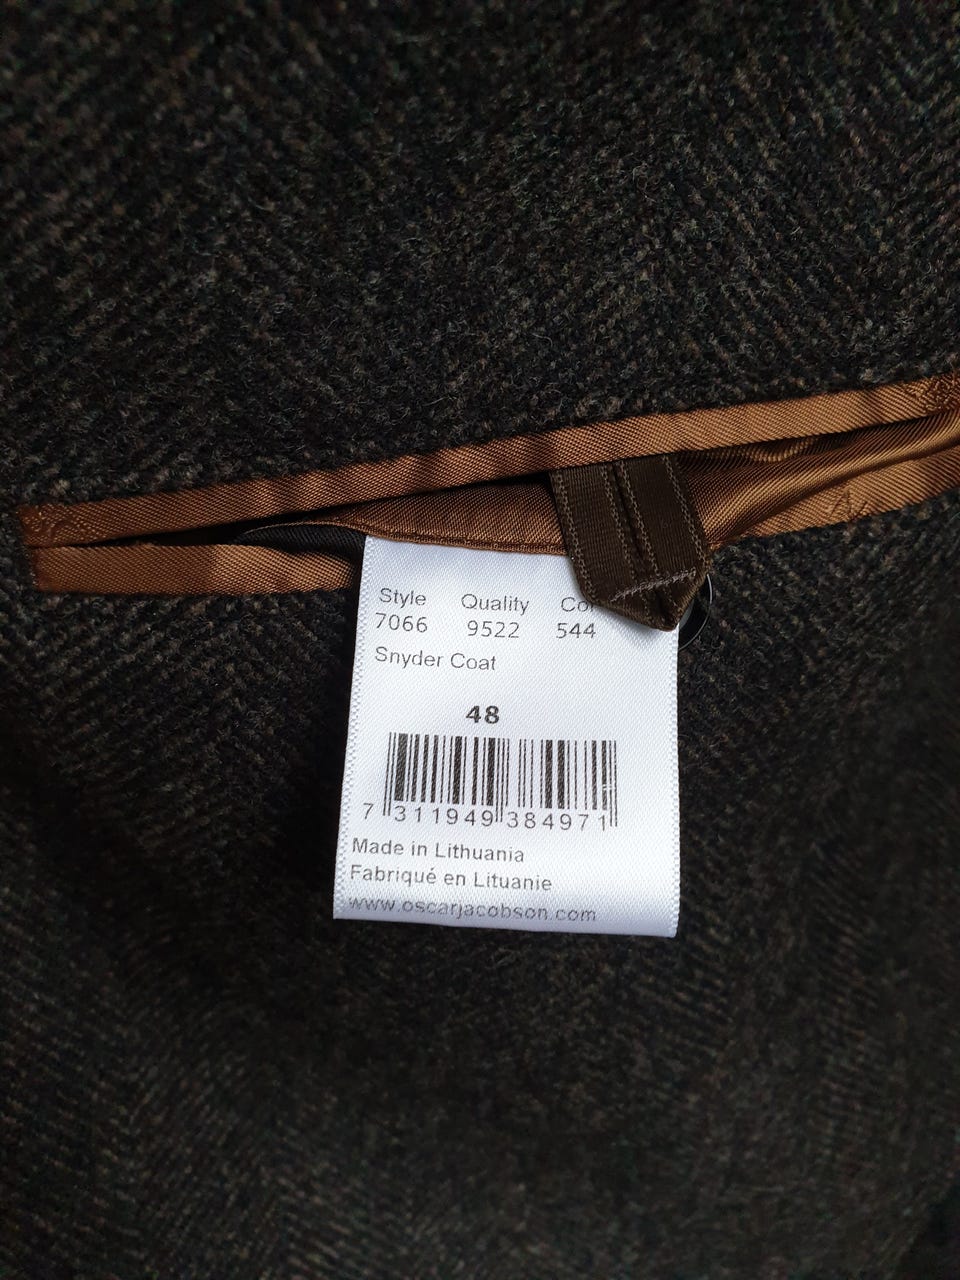 Style Quality
7066 9522 544
Snyder Coat
48
7 311949 384971
Made in Lithuania
Fabriqué en Lituanie
www.oscarjacobson.com